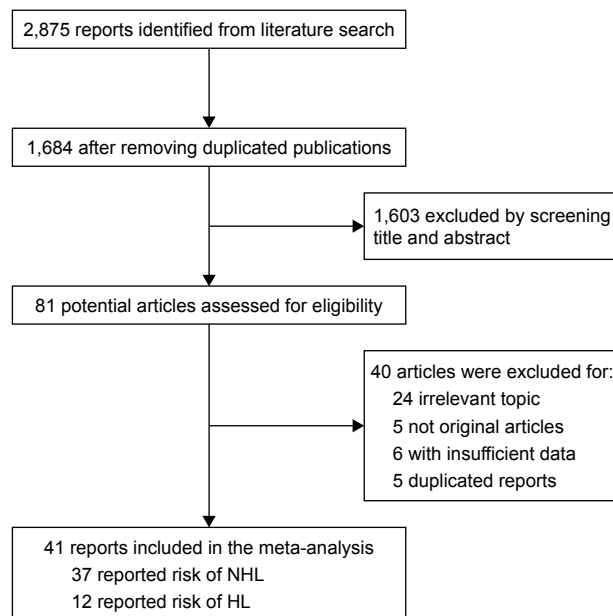 2,875 reports identified from literature search
1,684 after removing duplicated publications
1,603 excluded by screening
title and abstract
81 potential articles assessed for eligibility
40 articles were excluded for:
24 irrelevant topic
5 not original articles
6 with insufficient data
5 duplicated reports
41 reports included in the meta-analysis
37 reported risk of NHL
12 reported risk of HL